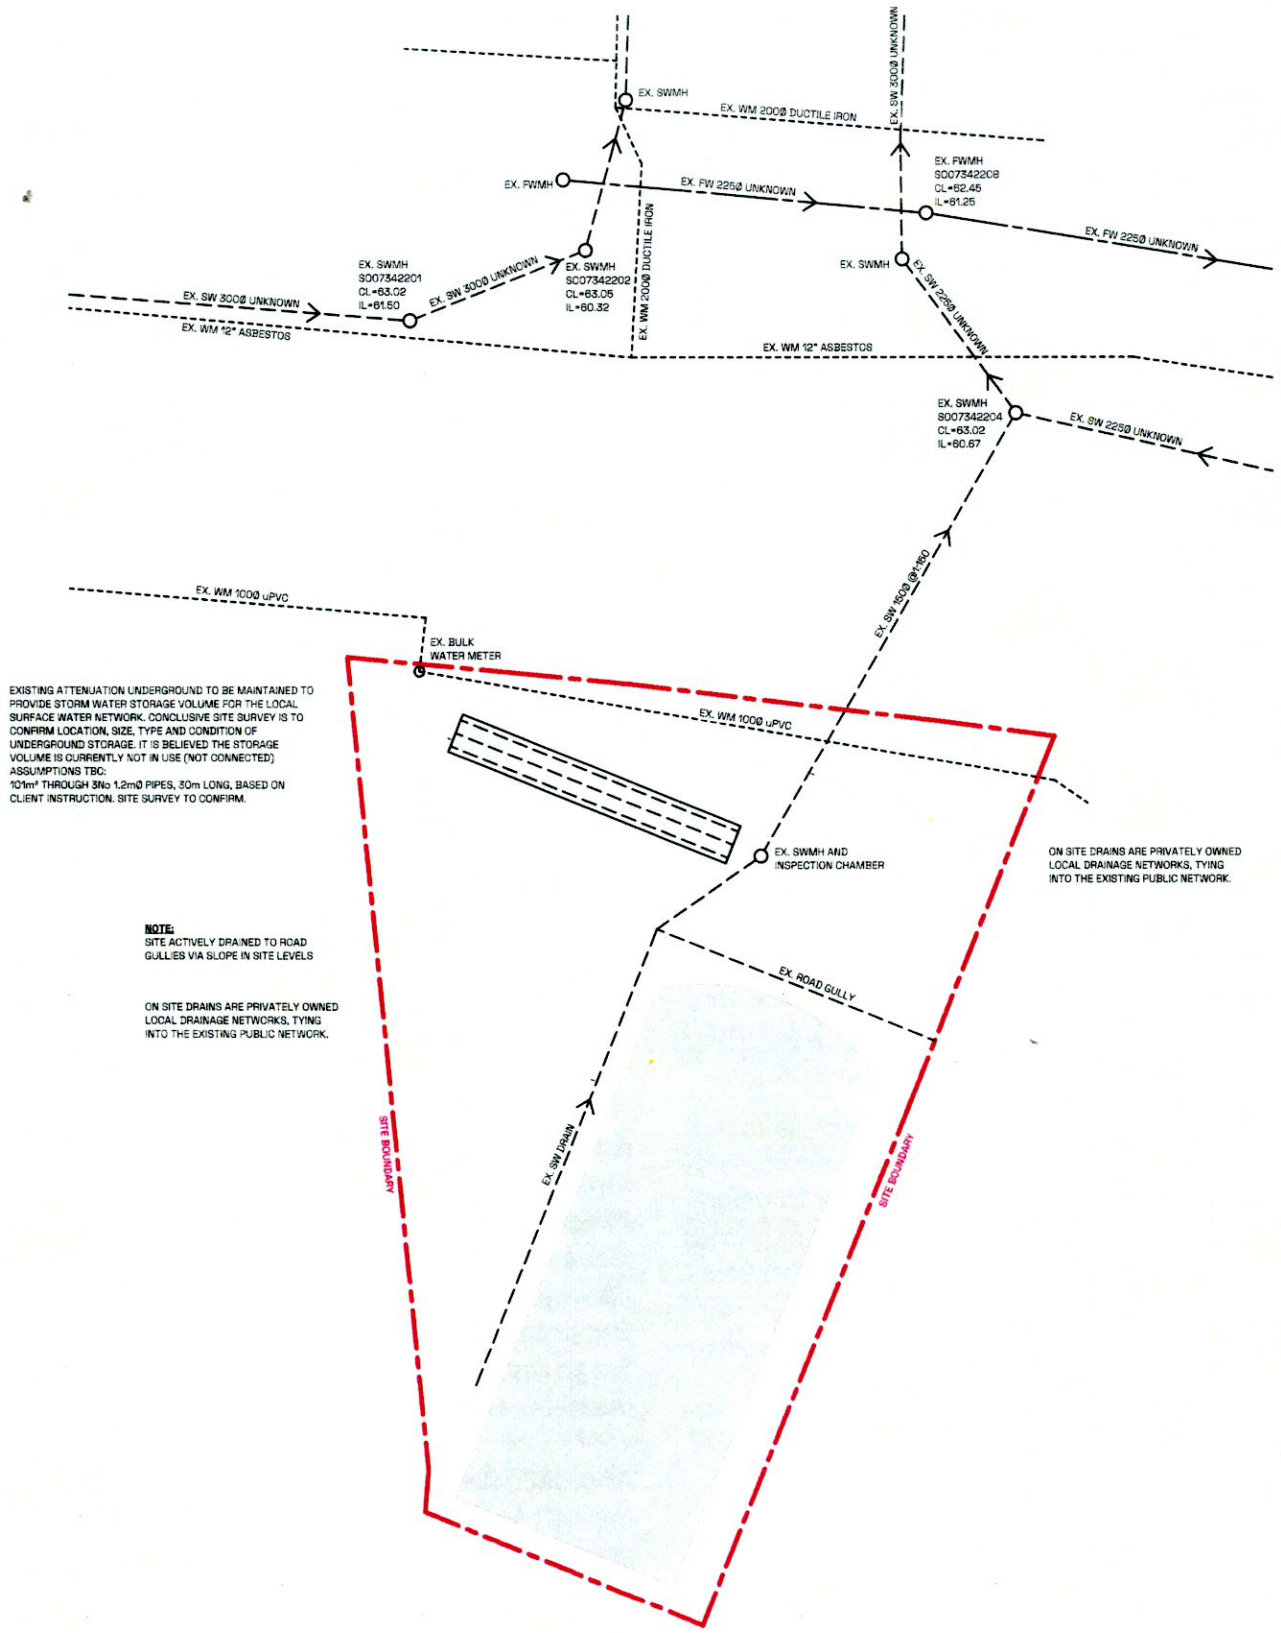 EX. SW 300Ø UNKNOWN
EX. SWMH
EX. WM 200Ø DUCTILE IRON
EX. FWMH
SO07342208
CL=62.45
IL=61.25
EX. FWMH
EX. FW 225Ø UNKNOWN
EX. FW 225Ø UNKNOWN
EX. WM 200Ø DUCTILE IRON
EX. SWMH
SO07342201
CL=63.02
IL=61.50
EX. SW 300Ø UNKNOWN
EX. SWMH
SO07342202
CL=63.05
IL=60.32
EX. SWMH
EX. SW 225Ø UNKNOWN
EX. SW 300Ø UNKNOWN
EX. WM 12" ASBESTOS
EX. WM 12" ASBESTOS
EX. SWMH
SO07342204
CL=63.02
IL=60.67
EX. SW 225Ø UNKNOWN
EX. SW 150Ø @1:150
EX. WM 100Ø uPVC
EX. BULK
WATER METER
EX. WM 100Ø uPVC
EXISTING ATTENUATION UNDERGROUND TO BE MAINTAINED TO
PROVIDE STORM WATER STORAGE VOLUME FOR THE LOCAL
SURFACE WATER NETWORK. CONCLUSIVE SITE SURVEY IS TO
CONFIRM LOCATION, SIZE, TYPE AND CONDITION OF
UNDERGROUND STORAGE. IT IS BELIEVED THE STORAGE
VOLUME IS CURRENTLY NOT IN USE (NOT CONNECTED)
ASSUMPTIONS TBC:
101m³ THROUGH 3No 1.2mØ PIPES, 30m LONG, BASED ON
CLIENT INSTRUCTION. SITE SURVEY TO CONFIRM.
EX. SWMH AND
INSPECTION CHAMBER
ON SITE DRAINS ARE PRIVATELY OWNED
LOCAL DRAINAGE NETWORKS, TYING
INTO THE EXISTING PUBLIC NETWORK.
NOTE:
SITE ACTIVELY DRAINED TO ROAD
GULLIES VIA SLOPE IN SITE LEVELS
ON SITE DRAINS ARE PRIVATELY OWNED
LOCAL DRAINAGE NETWORKS, TYING
INTO THE EXISTING PUBLIC NETWORK.
EX. ROAD GULLY
EX. SW DRAIN
SITE BOUNDARY
SITE BOUNDARY